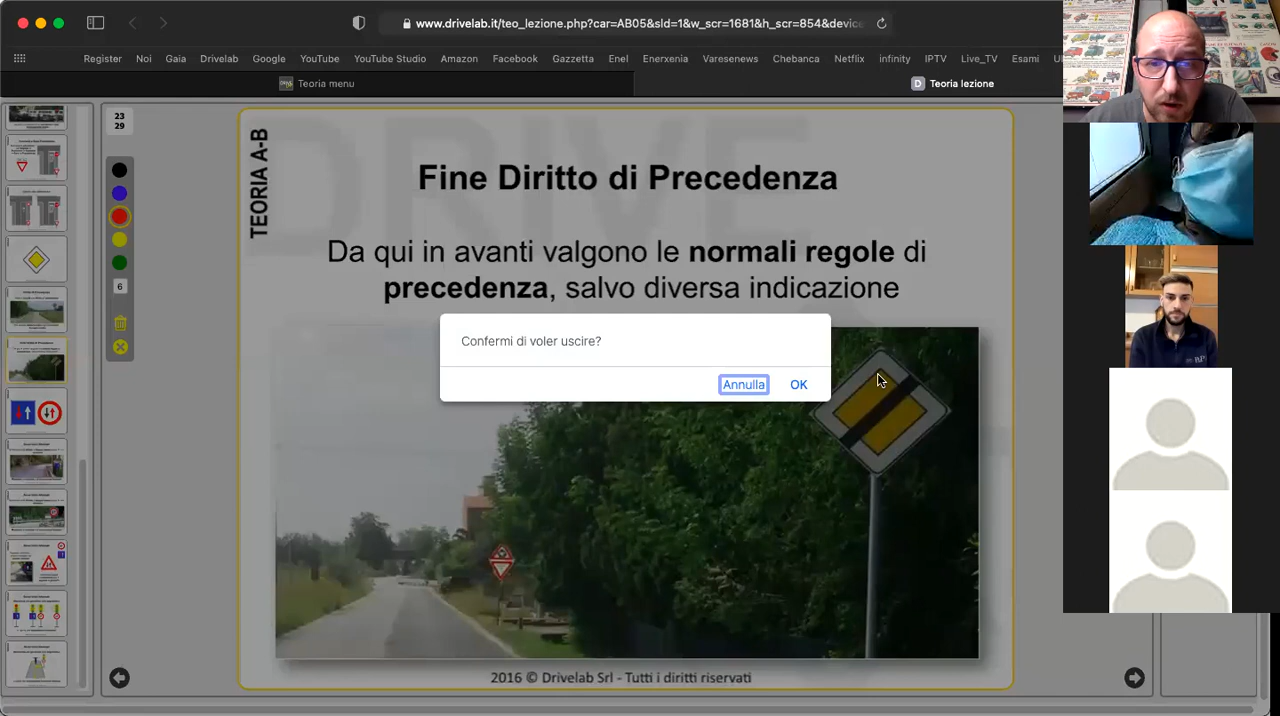 www.drivelab.it/teo_lezione.php?car=AB05&sld=1&w_scr=1681&h_scr=854&device
Register Noi Gaia Drivelab Google YouTube YouTube Studio Amazon Facebook Gazzetta Enel Enerxenia Varesenews Chebanca Netflix infinity IPTV Live_TV Esami
Teoria menu
D Teoria lezione
23
29
6
TEORIA A-B
DRIVE
Fine Diritto di Precedenza
Da qui in avanti valgono le normali regole di
precedenza, salvo diversa indicazione
Confermi di voler uscire?
Annulla OK
2016 © Drivelab Srl - Tutti i diritti riservati